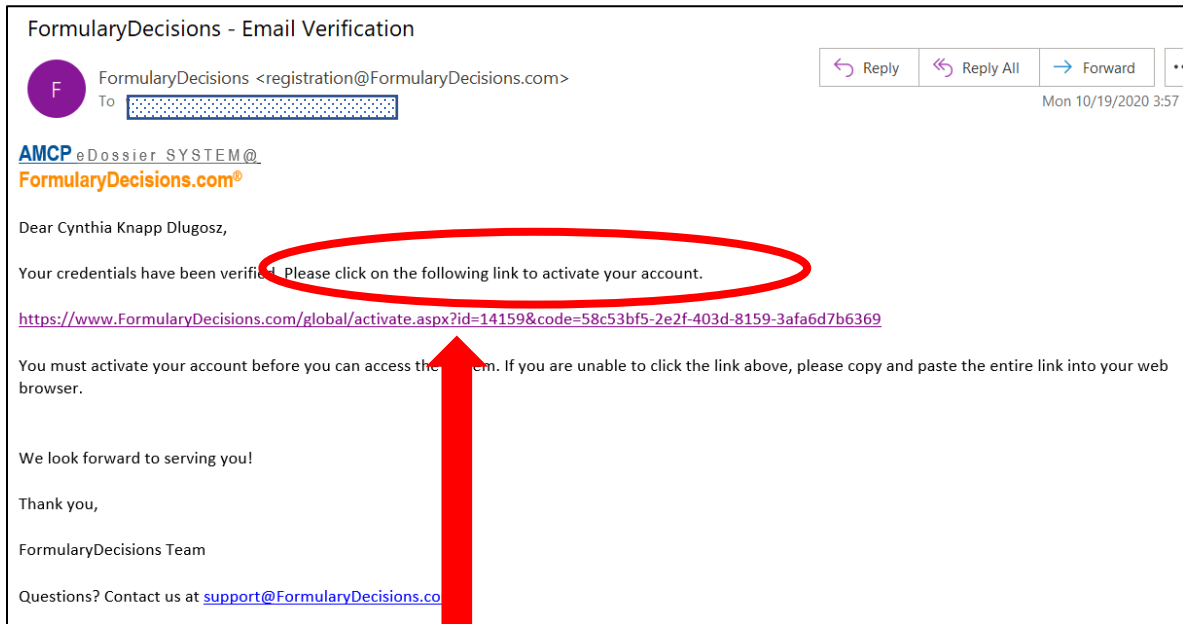 FormularyDecisions - Email Verification
F
FormularyDecisions <registration@FormularyDecisions.com>
To
Reply
Reply All
Forward
Mon 10/19/2020 3:57
AMCP eDossier SYSTEM@
FormularyDecisions.com®
Dear Cynthia Knapp Dlugosz,
Your credentials have been verified. Please click on the following link to activate your account.
https://www.FormularyDecisions.com/global/activate.aspx?id=14159&code=58c53bf5-2e2f-403d-8159-3afa6d7b6369
You must activate your account before you can access the em. If you are unable to click the link above, please copy and paste the entire link into your web
browser.
We look forward to serving you!
Thank you,
FormularyDecisions Team
Questions? Contact us at support@FormularyDecisions.co